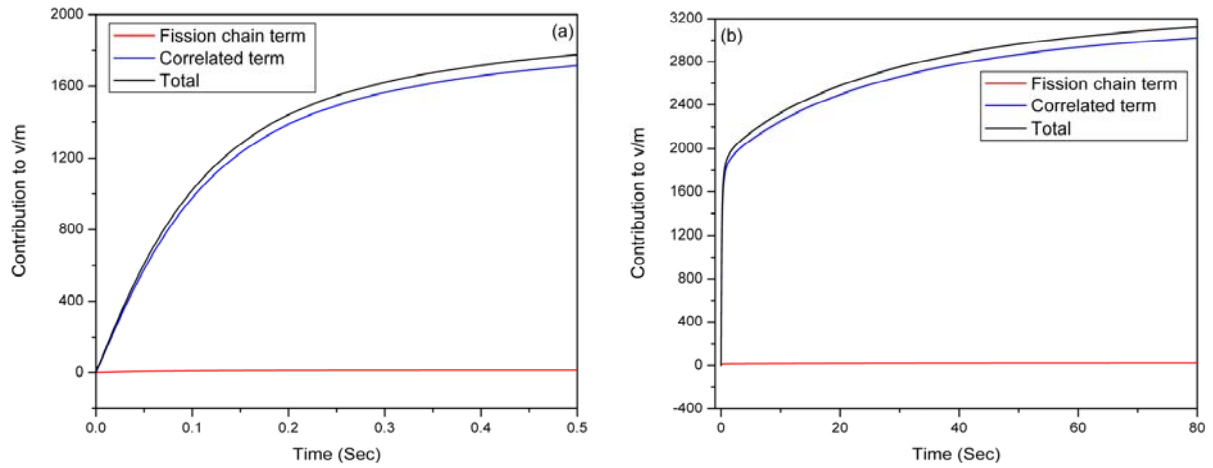 (a)
Fission chain term
Correlated term
Total
2000
1600
1200
800
400
0
Contribution to v/m
0.0 0.1 0.2 0.3 0.4 0.5
Time (Sec)
(b)
Fission chain term
Correlated term
Total
3200
2800
2400
2000
1600
1200
800
400
0
-400
Contribution to v/m
0 20 40 60 80
Time (Sec)